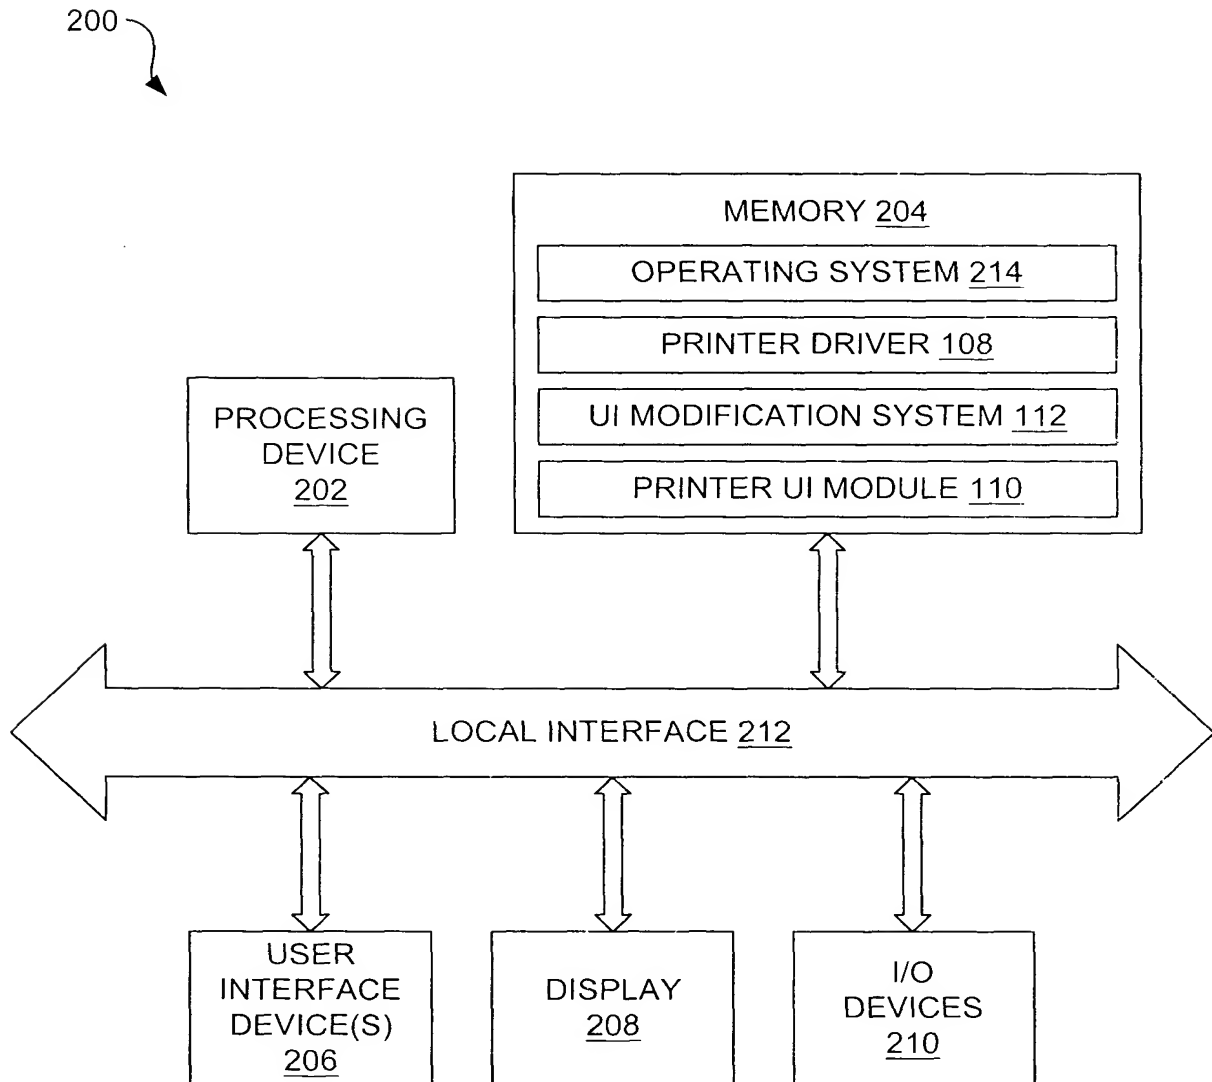 200
MEMORY 204
OPERATING SYSTEM 214
PRINTER DRIVER 108
UI MODIFICATION SYSTEM 112
PRINTER UI MODULE 110
PROCESSING
DEVICE
202
LOCAL INTERFACE 212
USER
INTERFACE
DEVICE(S)
206
DISPLAY
208
I/O
DEVICES
210